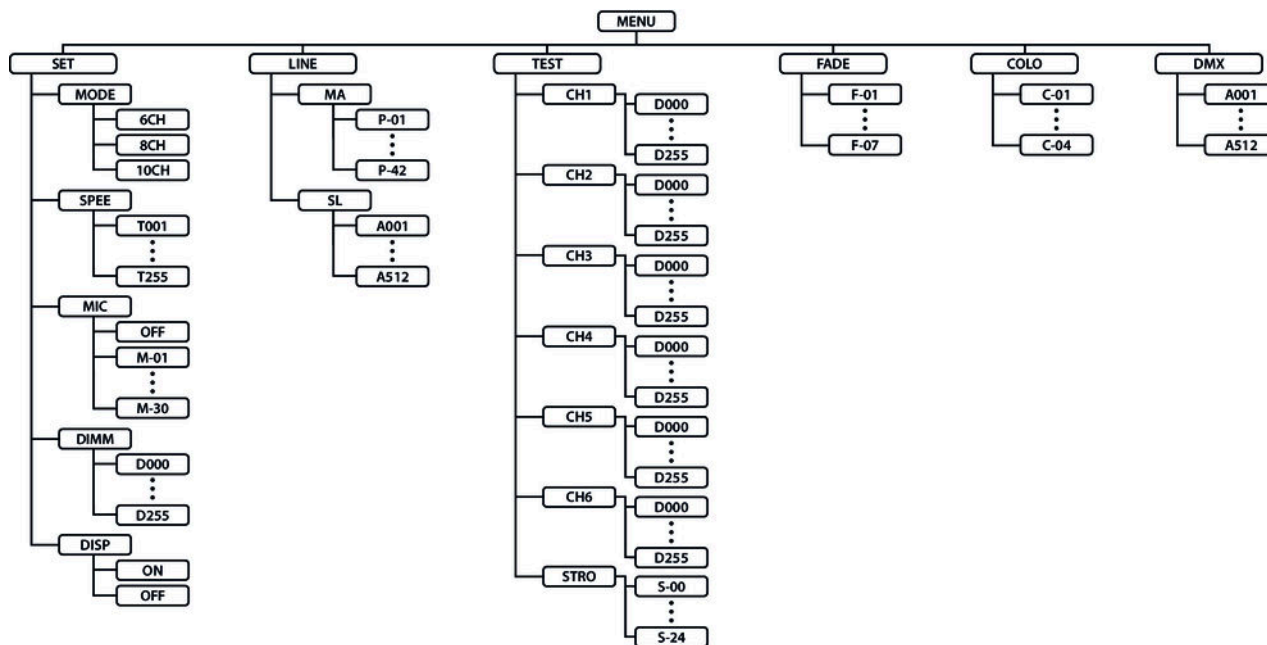 MENU
SET
MODE
6CH
8CH
10CH
SPEE
T001
T255
MIC
OFF
M-01
M-30
DIMM
D000
D255
DISP
ON
OFF
LINE
MA
P-01
P-42
SL
A001
A512
TEST
CH1
D000
D255
CH2
D000
D255
CH3
D000
D255
CH4
D000
D255
CH5
D000
D255
CH6
D000
D255
STRO
S-00
S-24
FADE
F-01
F-07
COLO
C-01
C-04
DMX
A001
A512